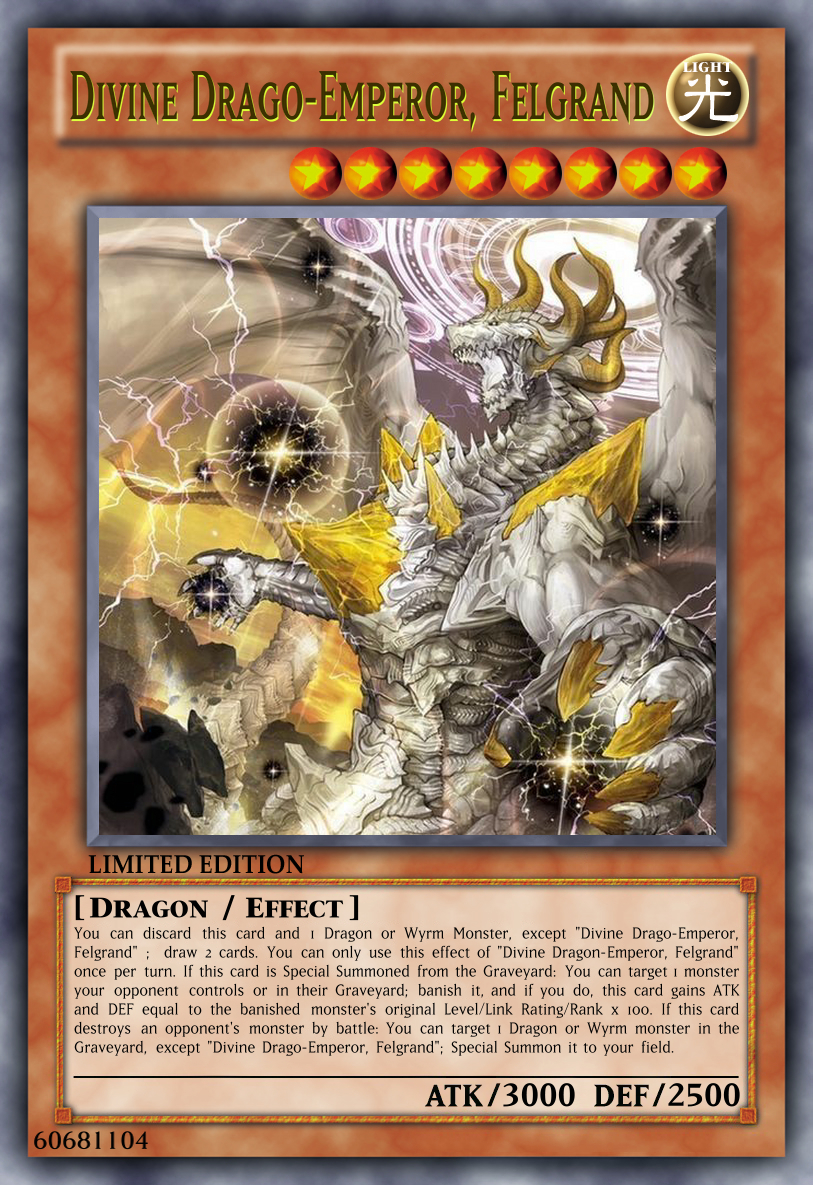 Divine Drago-Emperor, Felgrand
LIGHT
光
LIMITED EDITION
[ Dragon / Effect ]
You can discard this card and 1 Dragon or Wyrm Monster, except "Divine Drago-Emperor,
Felgrand" ; draw 2 cards. You can only use this effect of "Divine Dragon-Emperor, Felgrand"
once per turn. If this card is Special Summoned from the Graveyard: You can target 1 monster
your opponent controls or in their Graveyard; banish it, and if you do, this card gains ATK
and DEF equal to the banished monster's original Level/Link Rating/Rank x 100. If this card
destroys an opponent's monster by battle: You can target 1 Dragon or Wyrm monster in the
Graveyard, except "Divine Drago-Emperor, Felgrand"; Special Summon it to your field.
ATK/3000 DEF/2500
60681104